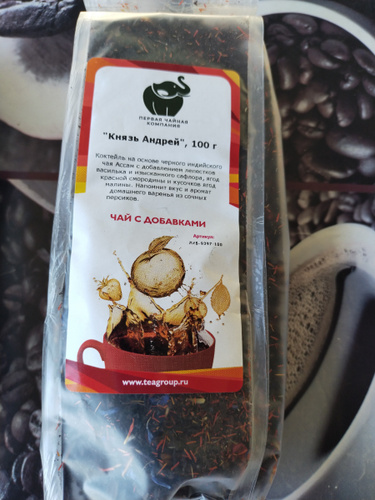 ПЕРВАЯ ЧАЙНАЯ
КОМПАНИЯ
"Князь Андрей", 100 г
Коктейль на основе черного индийского
чая Ассам с добавлением лепестков
василька и изысканного сафлора, ягод
красной смородины и кусочков ягод
малины. Напомнит вкус и аромат
домашнего варенья из сочных
персиков.
ЧАЙ С ДОБАВКАМИ
Артикул:
www.teagroup.ru